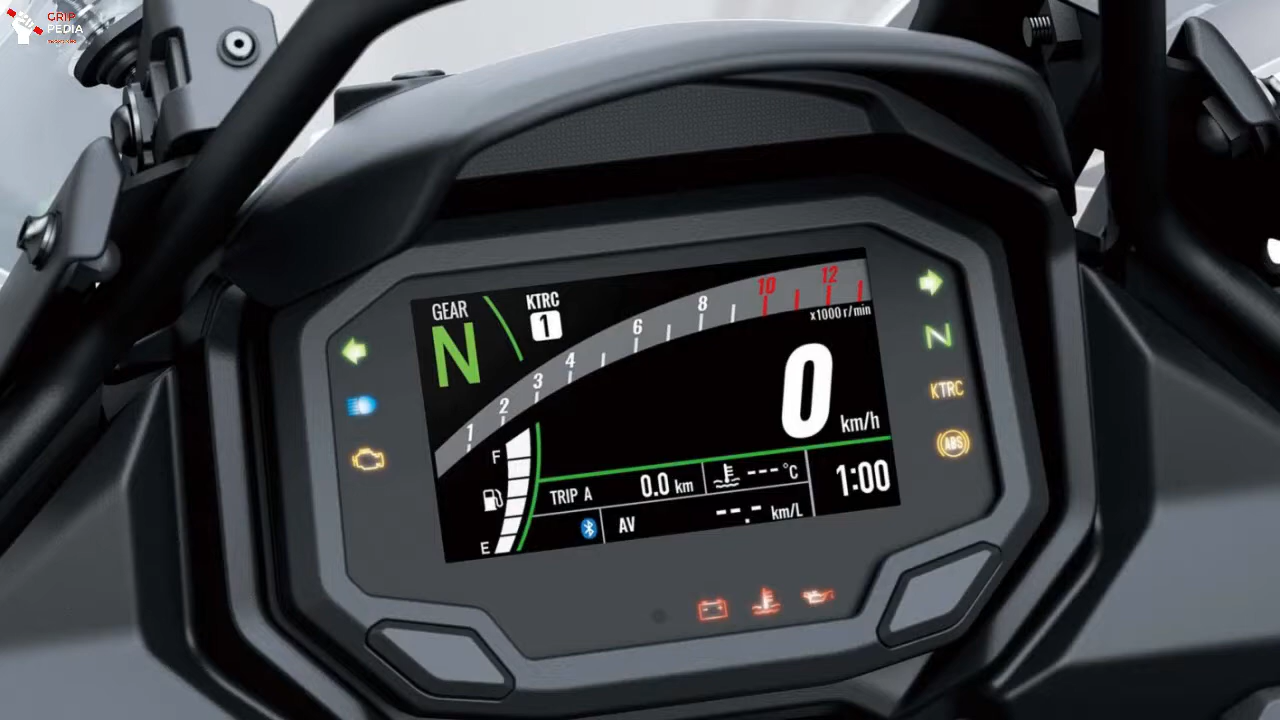 GRIP
PEDIA
GEAR
N
KTRC
1
1
2
3
4
6
8
10
12
x1000 r/min
0
km/h
F
E
TRIP A
0.0 km
---°C
1:00
AV
--.- km/L
N
KTRC
ABS